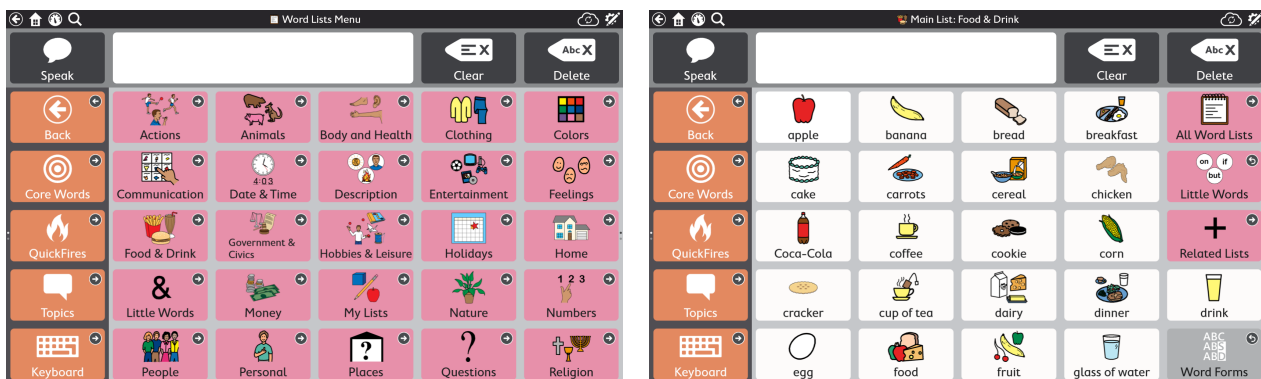 Word Lists Menu
Speak
Clear
Abc X
Delete
Back
Actions
Animals
Body and Health
Clothing
Colors
Core Words
Communication
4:03
Date & Time
Description
Entertainment
Feelings
QuickFires
Food & Drink
Government &
Civics
Hobbies & Leisure
Holidays
Home
Topics
&
Little Words
Money
My Lists
Nature
1 2 3
Numbers
Keyboard
People
Personal
?
Places
?
Questions
Religion
Main List: Food & Drink
Speak
Clear
Abc X
Delete
Back
apple
banana
bread
breakfast
All Word Lists
Core Words
cake
carrots
cereal
chicken
on if
but
Little Words
QuickFires
Coca-Cola
coffee
cookie
corn
Related Lists
Topics
cracker
cup of tea
dairy
dinner
drink
Keyboard
egg
food
fruit
glass of water
ABC
ABS
ABD
Word Forms